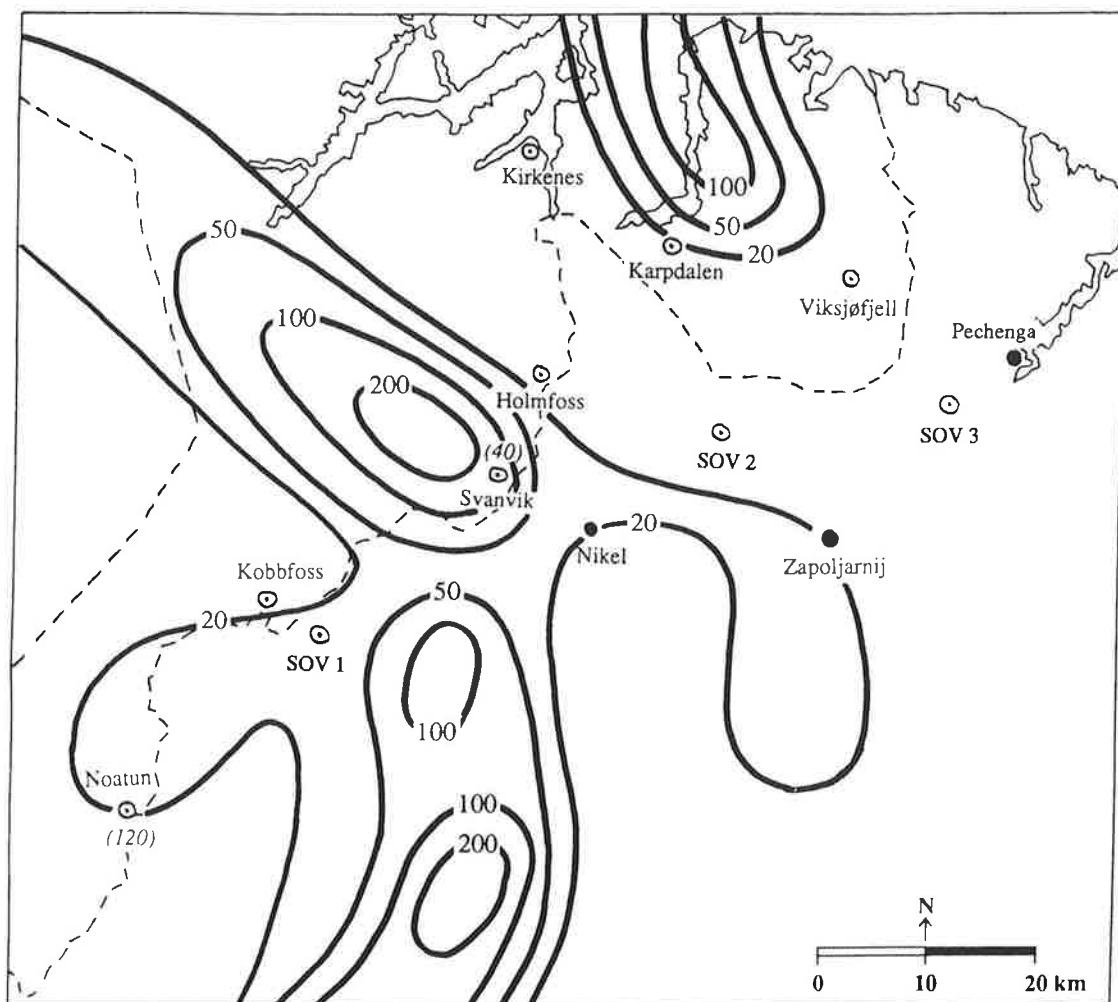 Kirkenes
100
50
50
20
Karpdalen
Viksjøfjell
100
Pechenga
200
Holmfoss
SOV 3
(40)
SOV 2
Svanvik
20
Nikel
Zapoljarnij
Kobbfoss
50
20
SOV 1
100
Noatun
100
(120)
200
N
0 10 20 km